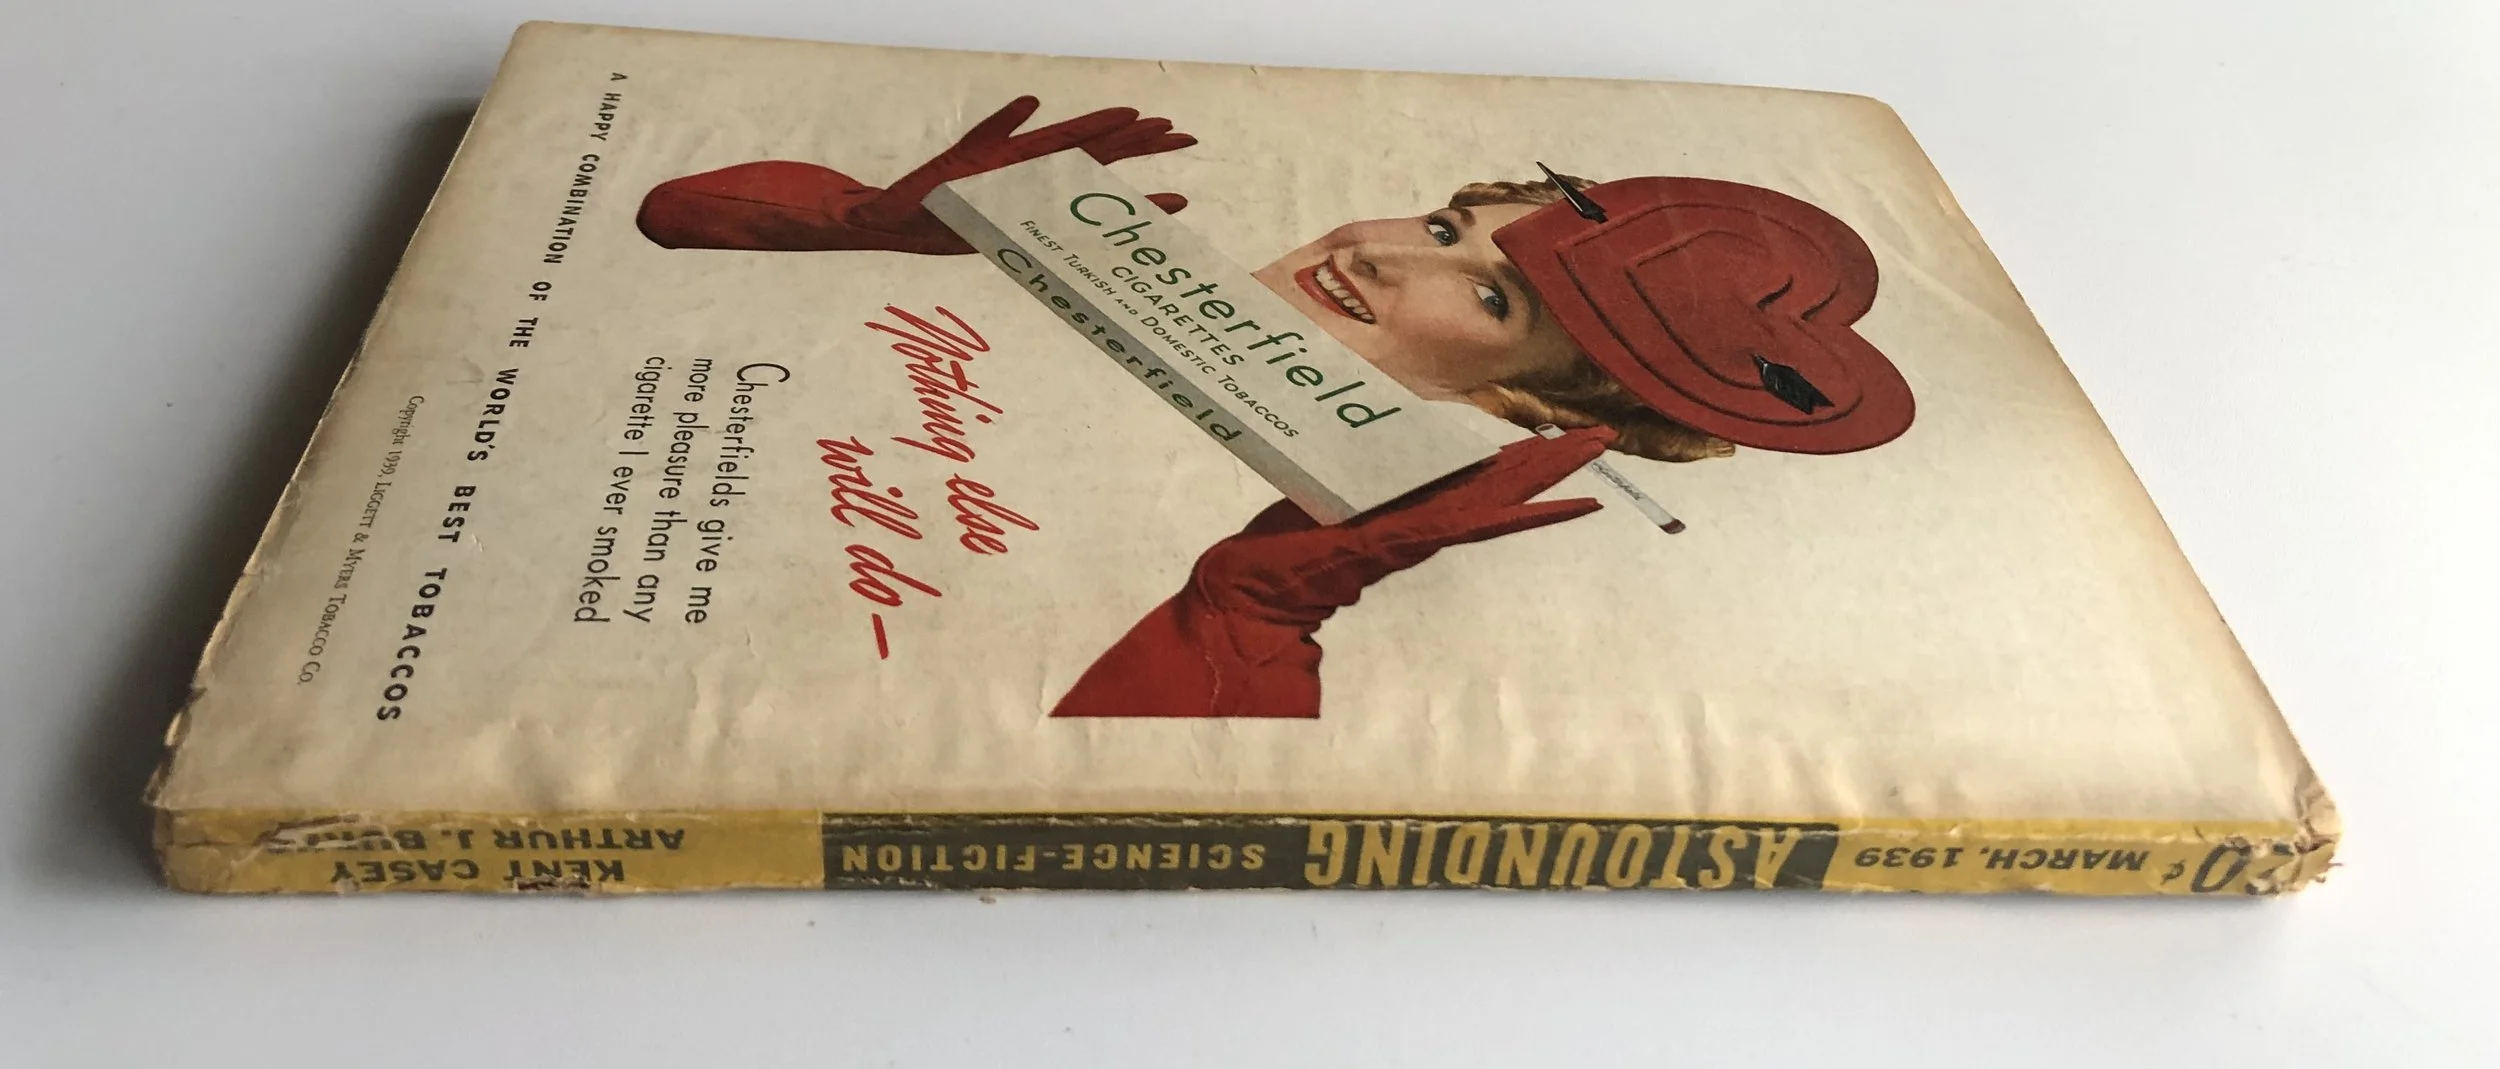 Chesterfield
CIGARETTES
FINEST TURKISH AND DOMESTIC TOBACCOS
Chesterfield
Nothing else
will do—
Chesterfields give me
more pleasure than any
cigarette I ever smoked
A HAPPY COMBINATION OF THE WORLD'S BEST TOBACCOS
Copyright 1939, LIGGETT & MYERS TOBACCO CO.
20¢
MARCH, 1939
ASTOUNDING
SCIENCE-FICTION
KENT CASEY
ARTHUR J.